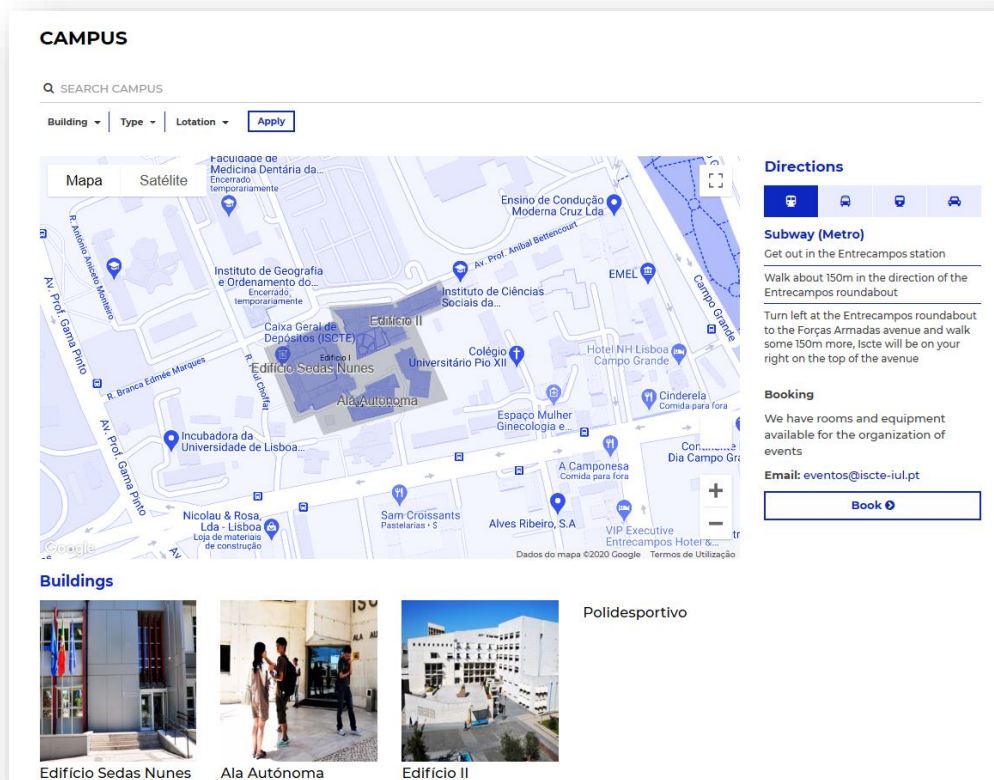 CAMPUS
SEARCH CAMPUS
Building
Type
Lotation
Apply
Mapa
Satélite
Faculdade de
Medicina Dentária da...
Encerrado
temporariamente
Ensino de Condução
Moderna Cruz Lda
R. António Aniceto Monteiro
Av. Prof. Aníbal Bettencourt
EMEL
Campo Grande
Instituto de Geografia
e Ordenamento do...
Encerrado
temporariamente
Instituto de Ciências
Sociais da...
Av. Prof. Gama Pinto
Caixa Geral de
Depósitos (ISCTE)
Edifício II
Edifício I
Edifício Sedas Nunes
Colégio
Universitário Pio XII
Hotel NH Lisboa
Campo Grande
R. Branca Edmée Marques
Ala Autónoma
Cinderela
Comida para fora
Espaço Mulher
Ginecologia e...
Incubadora da
Universidade de Lisboa...
Av. Prof. Gama Pinto
Dia Campo Gra
A Camponesa
Comida para fora
Nicolau & Rosa,
Lda - Lisboa
Loja de materiais
de construção
Sam Croissants
Pastelarias · $
Alves Ribeiro, S.A
VIP Executive
Entrecampos Hotel &...
Google
Dados do mapa ©2020 Google
Termos de Utilização
Directions
Subway (Metro)
Get out in the Entrecampos station
Walk about 150m in the direction of the
Entrecampos roundabout
Turn left at the Entrecampos roundabout
to the Forças Armadas avenue and walk
some 150m more, Iscte will be on your
right on the top of the avenue
Booking
We have rooms and equipment
available for the organization of
events
Email: eventos@iscte-iul.pt
Book
Buildings
Polidesportivo
Edifício Sedas Nunes
Ala Autónoma
Edifício II